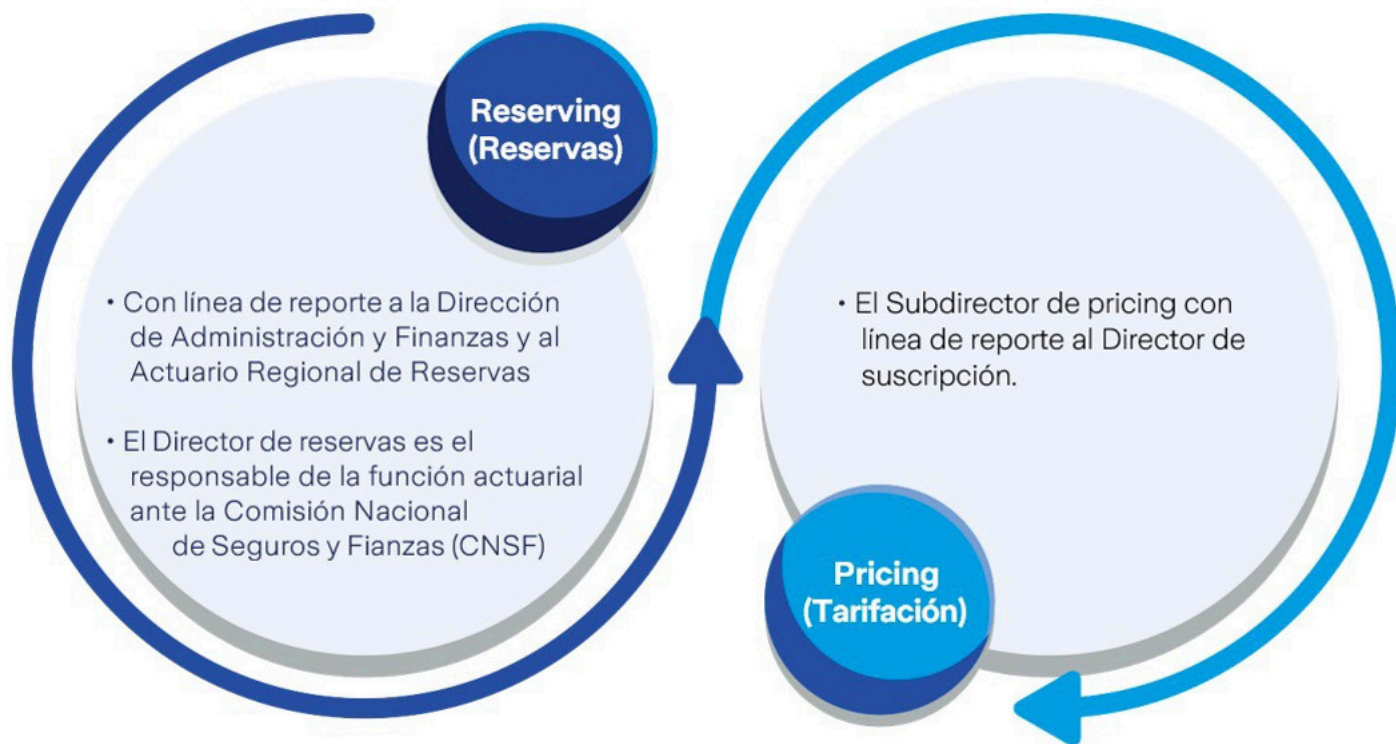 Reserving
(Reservas)
• Con línea de reporte a la Dirección
de Administración y Finanzas y al
Actuario Regional de Reservas
• El Director de reservas es el
responsable de la función actuarial
ante la Comisión Nacional
de Seguros y Fianzas (CNSF)
• El Subdirector de pricing con
línea de reporte al Director de
suscripción.
Pricing
(Tarifación)